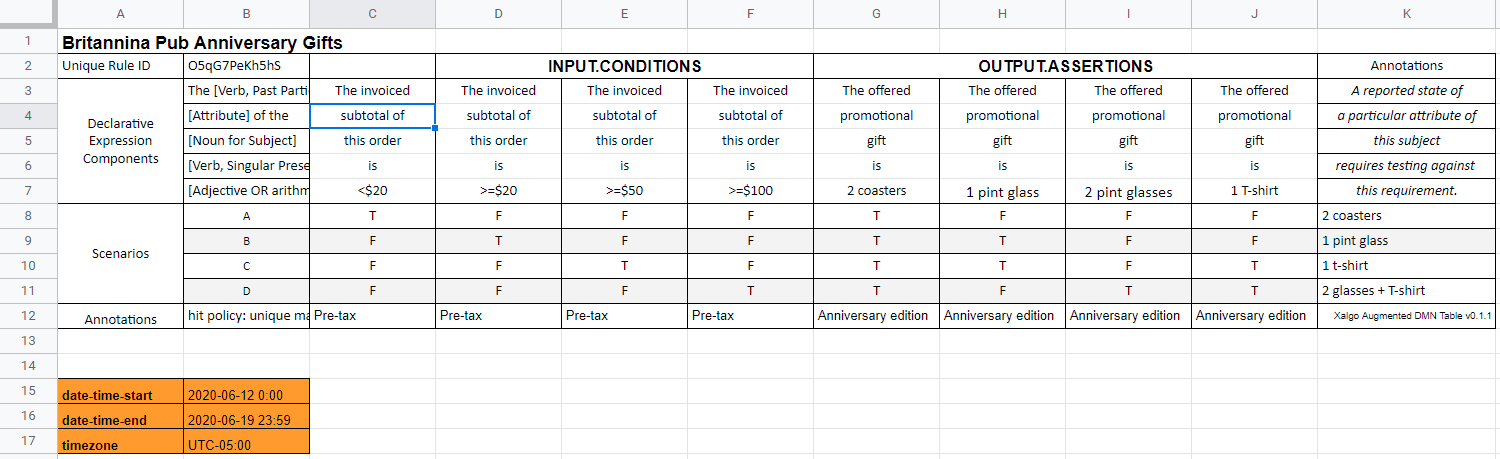 A B C D E F G H I J K
1 Britannina Pub Anniversary Gifts
2 Unique Rule ID O5qG7PeKh5hS INPUT.CONDITIONS OUTPUT.ASSERTIONS Annotations
3 The [Verb, Past Parti The invoiced The invoiced The invoiced The invoiced The offered The offered The offered The offered A reported state of
4 Declarative Expression Components [Attribute] of the subtotal of subtotal of subtotal of subtotal of promotional promotional promotional promotional a particular attribute of
5 [Noun for Subject] this order this order this order this order gift gift gift gift this subject
6 [Verb, Singular Prese is is is is is is is is requires testing against
7 [Adjective OR arithm <$20 >=$20 >=$50 >=$100 2 coasters 1 pint glass 2 pint glasses 1 T-shirt this requirement.
8 A T F F F T F F F 2 coasters
9 Scenarios B F T F F T T F F 1 pint glass
10 C F F T F T T F T 1 t-shirt
11 D F F F T T F T T 2 glasses + T-shirt
12 Annotations hit policy: unique ma Pre-tax Pre-tax Pre-tax Pre-tax Anniversary edition Anniversary edition Anniversary edition Anniversary edition Xalgo Augmented DMN Table v0.1.1
13
14
15 date-time-start 2020-06-12 0:00
16 date-time-end 2020-06-19 23:59
17 timezone UTC-05:00